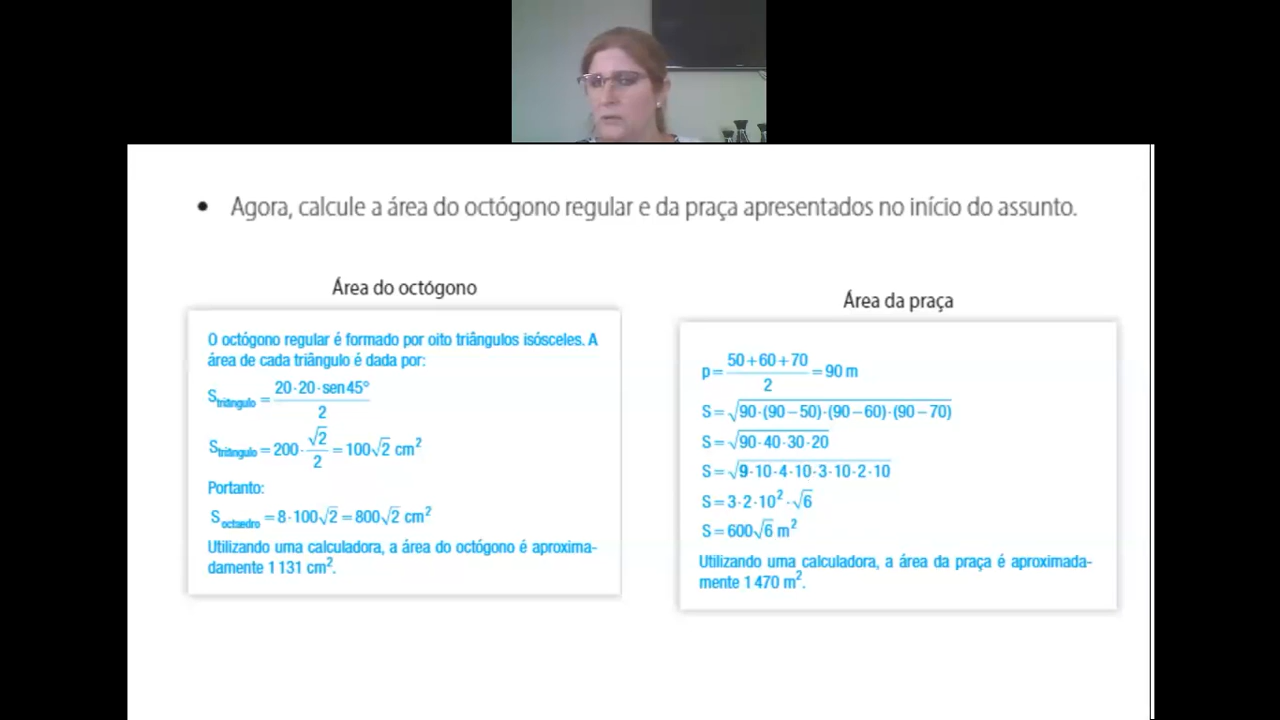 • Agora, calcule a área do octógono regular e da praça apresentados no início do assunto.
Área do octógono
O octógono regular é formado por oito triângulos isósceles. A
área de cada triângulo é dada por:
S_triângulo = (20·20·sen45°)/2
S_triângulo = 200·(√2)/2 = 100√2 cm²
Portanto:
S_octaedro = 8·100√2 = 800√2 cm²
Utilizando uma calculadora, a área do octógono é aproxima-
damente 1 131 cm².
Área da praça
p = (50+60+70)/2 = 90 m
S = √(90·(90−50)·(90−60)·(90−70))
S = √(90·40·30·20)
S = √(9·10·4·10·3·10·2·10)
S = 3·2·10²·√6
S = 600√6 m²
Utilizando uma calculadora, a área da praça é aproximada-
mente 1 470 m².